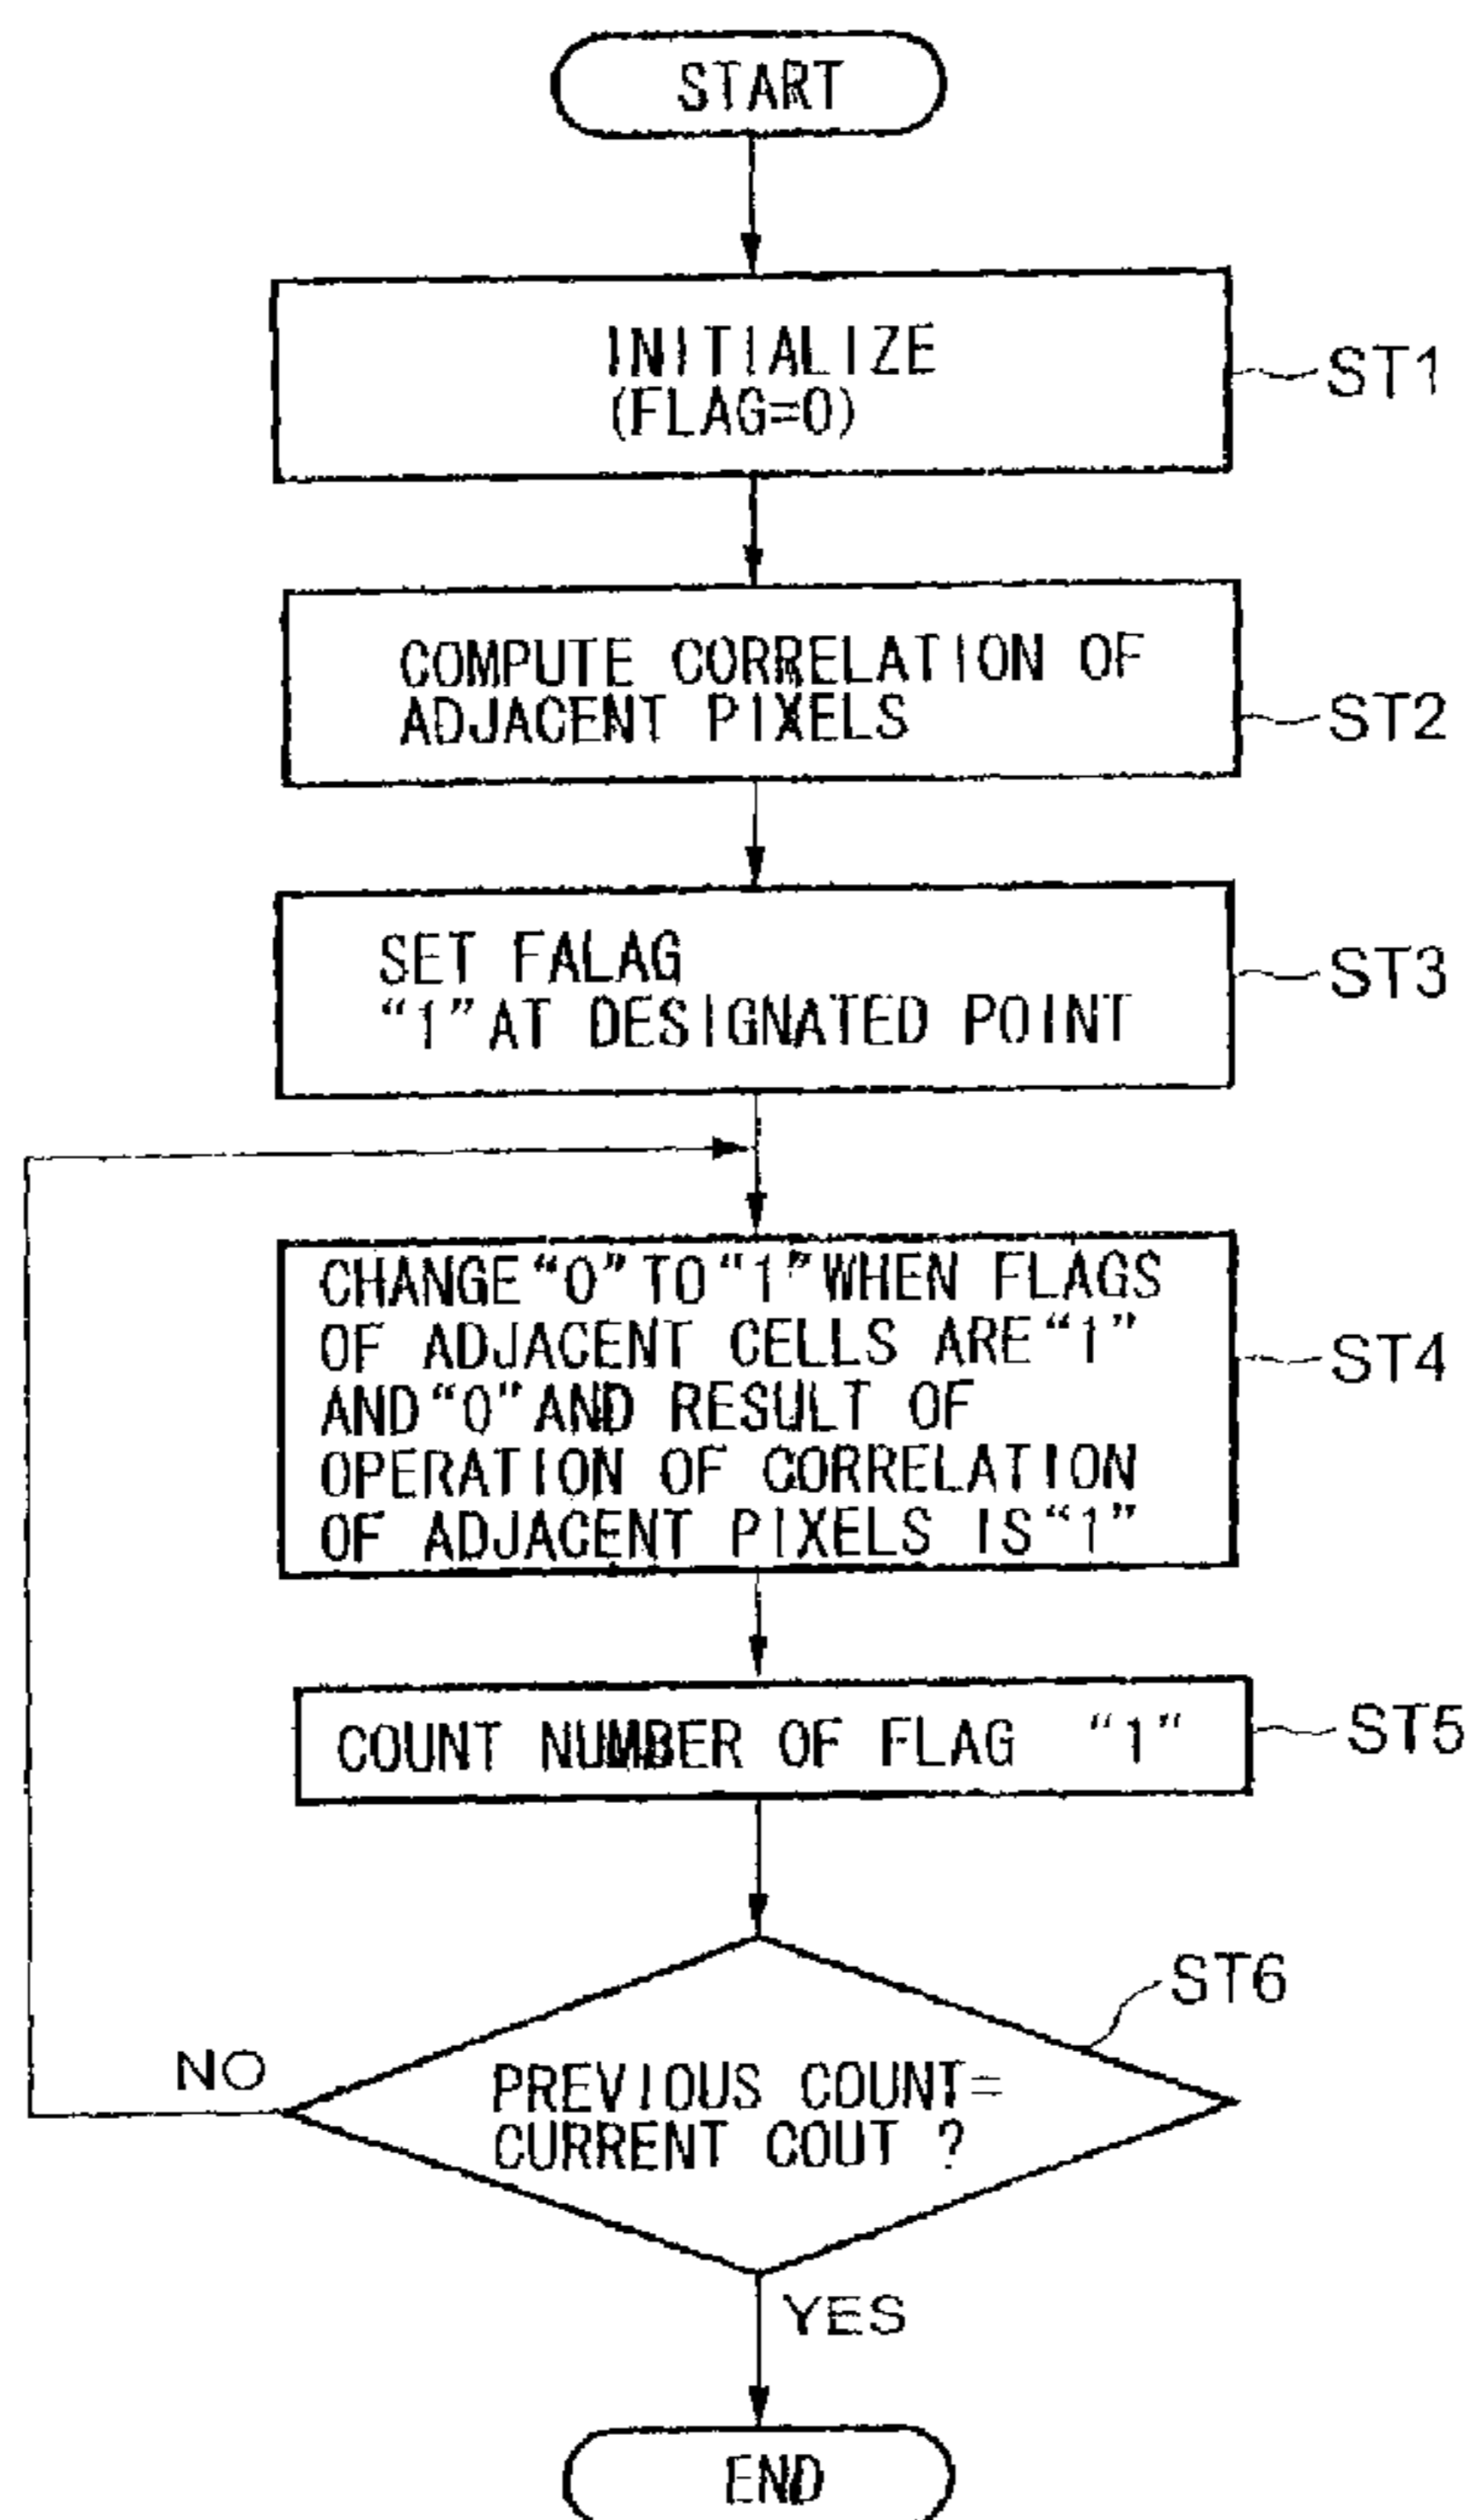 START
INITIALIZE
(FLAG=0)
ST1
COMPUTE CORRELATION OF
ADJACENT PIXELS
ST2
SET FALAG
“1”AT DESIGNATED POINT
ST3
CHANGE“0”TO“1”WHEN FLAGS
OF ADJACENT CELLS ARE“1”
AND“0”AND RESULT OF
OPERATION OF CORRELATION
OF ADJACENT PIXELS IS“1”
ST4
COUNT NUMBER OF FLAG “1”
ST5
ST6
NO
PREVIOUS COUNT=
CURRENT COUT ?
YES
END